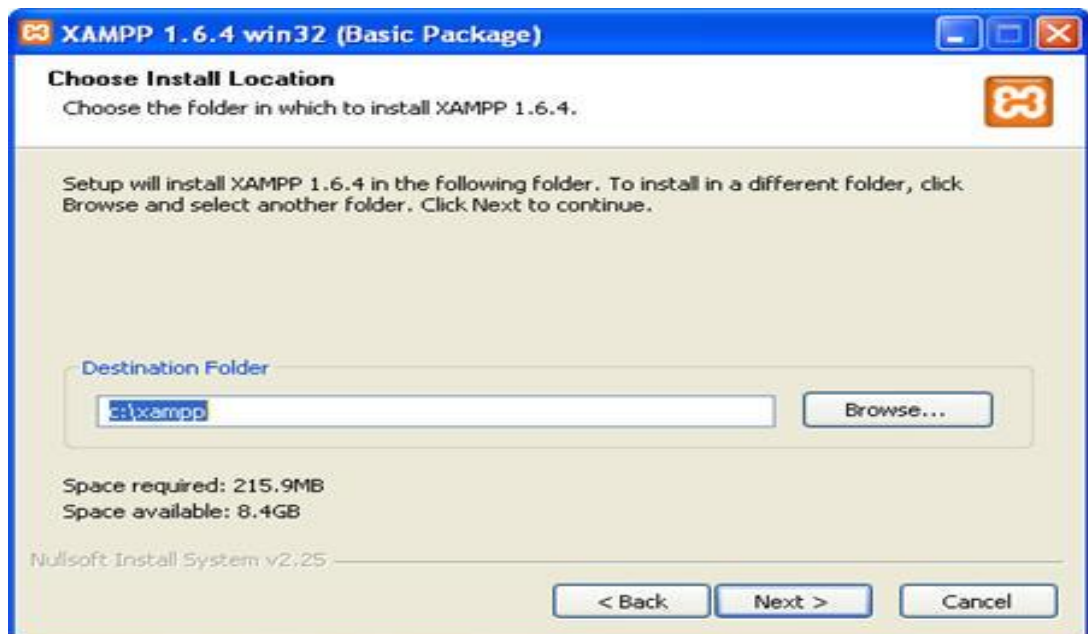 XAMPP 1.6.4 win32 (Basic Package)
Choose Install Location
Choose the folder in which to install XAMPP 1.6.4.
Setup will install XAMPP 1.6.4 in the following folder. To install in a different folder, click
Browse and select another folder. Click Next to continue.
Destination Folder
c:\xampp
Browse...
Space required: 215.9MB
Space available: 8.4GB
Nullsoft Install System v2.25
< Back
Next >
Cancel